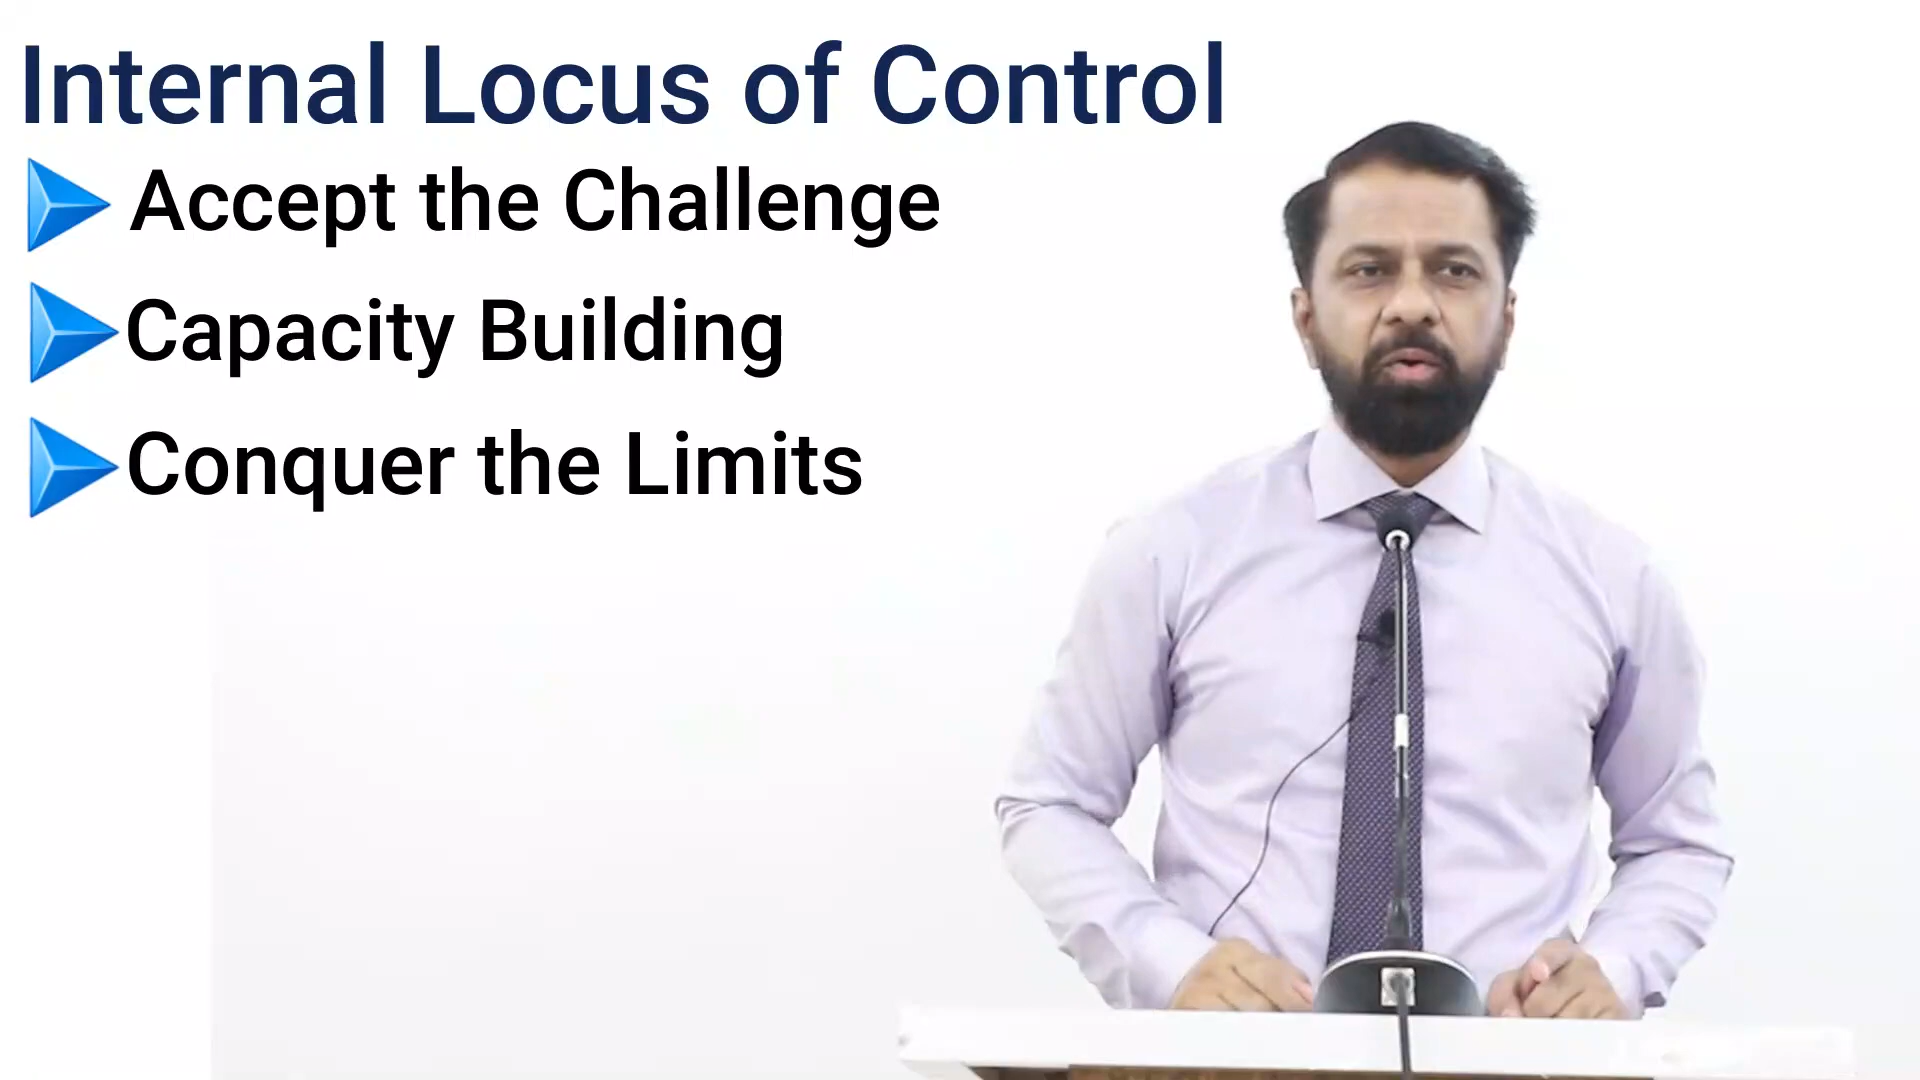 Internal Locus of Control
Accept the Challenge
Capacity Building
Conquer the Limits